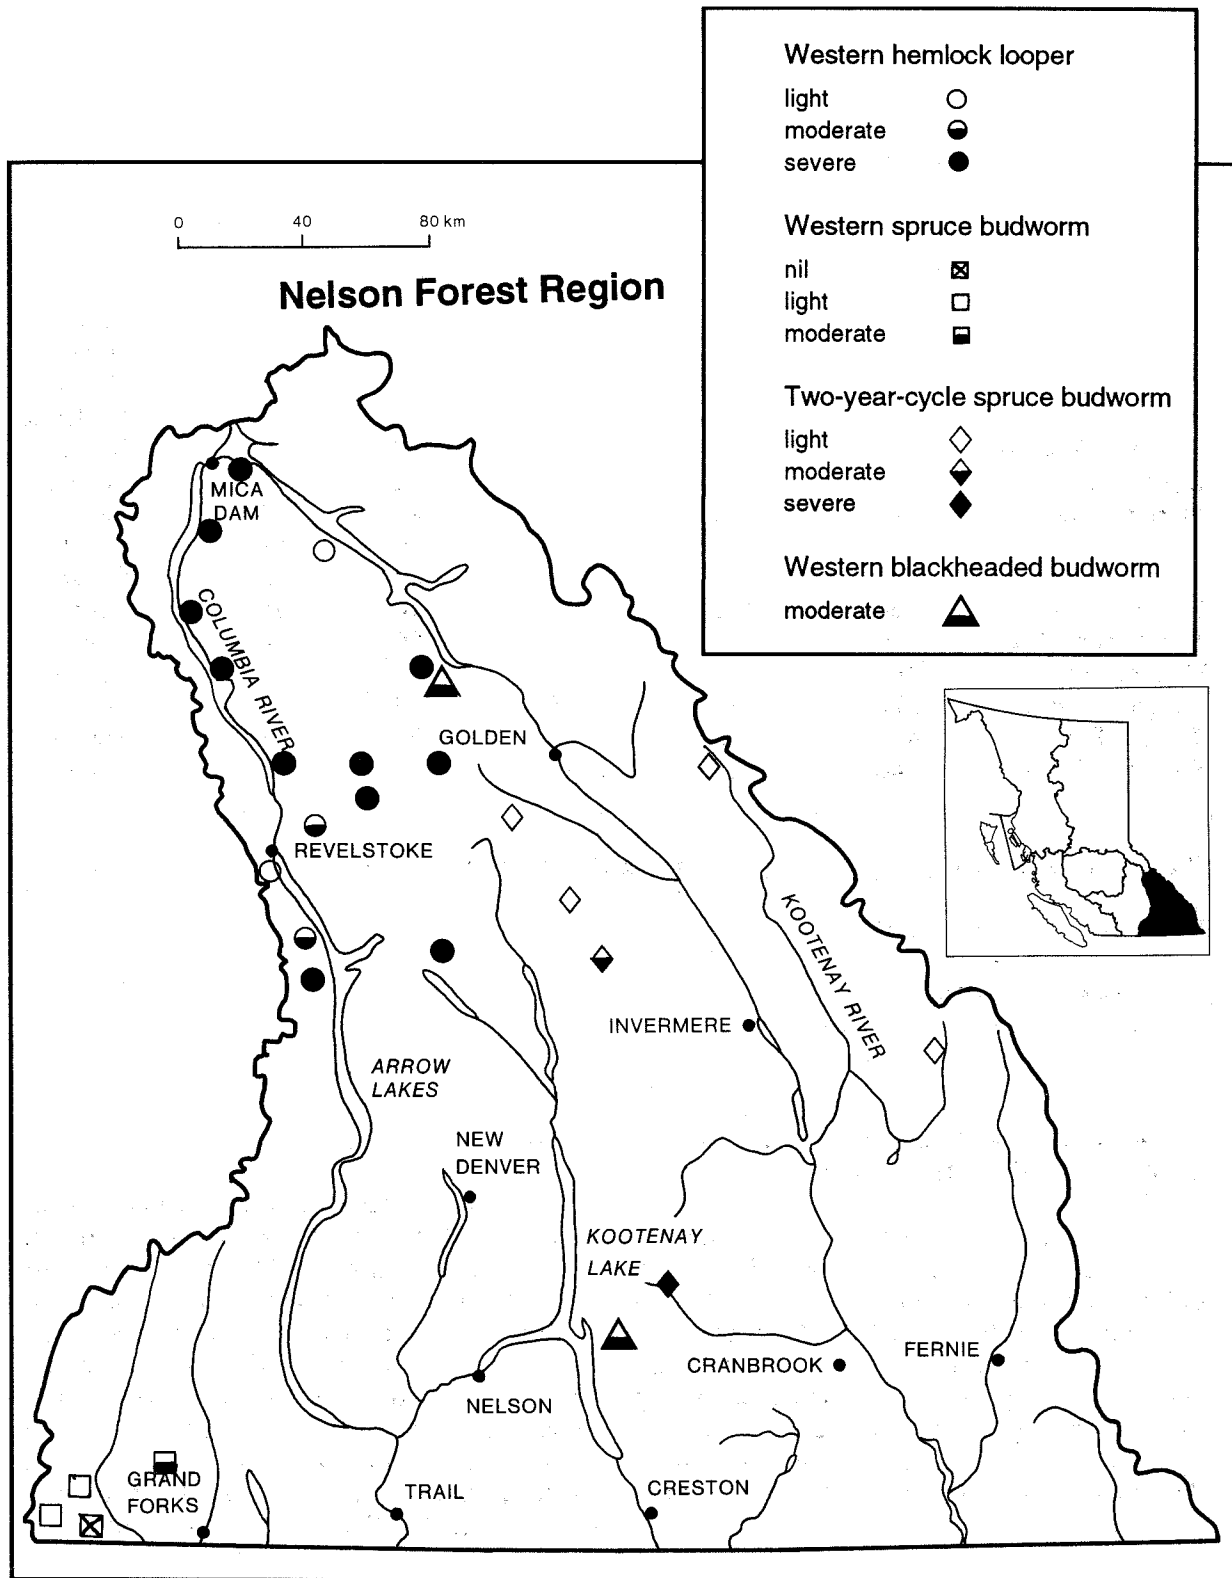 Western hemlock looper
light
moderate
severe
Western spruce budworm
nil
light
moderate
Two-year-cycle spruce budworm
light
moderate
severe
Western blackheaded budworm
moderate
0 40 80 km
Nelson Forest Region
MICA
DAM
COLUMBIA RIVER
GOLDEN
REVELSTOKE
KOOTENAY RIVER
INVERMERE
ARROW
LAKES
NEW
DENVER
KOOTENAY
LAKE
CRANBROOK
FERNIE
NELSON
GRAND
FORKS
TRAIL
CRESTON